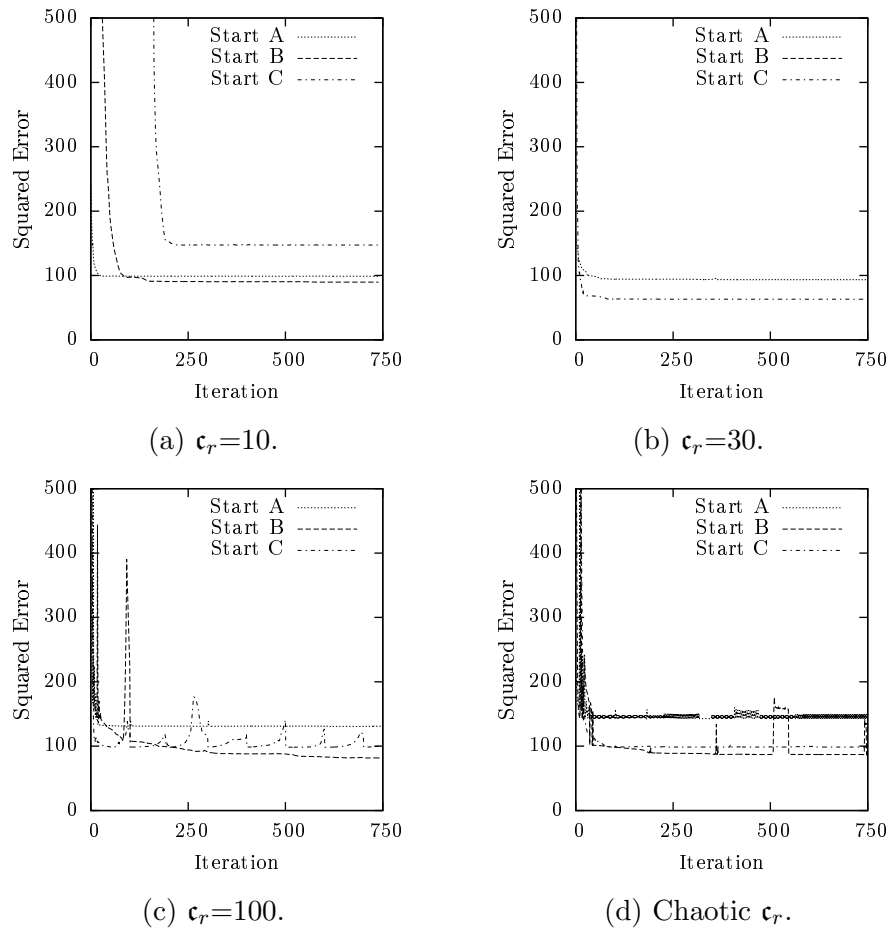 500
400
300
200
100
0
Squared Error
Start A
Start B
Start C
0 250 500 750
Iteration
(a) 𝔠r=10.
500
400
300
200
100
0
Squared Error
Start A
Start B
Start C
0 250 500 750
Iteration
(b) 𝔠r=30.
500
400
300
200
100
0
Squared Error
Start A
Start B
Start C
0 250 500 750
Iteration
(c) 𝔠r=100.
500
400
300
200
100
0
Squared Error
Start A
Start B
Start C
0 250 500 750
Iteration
(d) Chaotic 𝔠r.